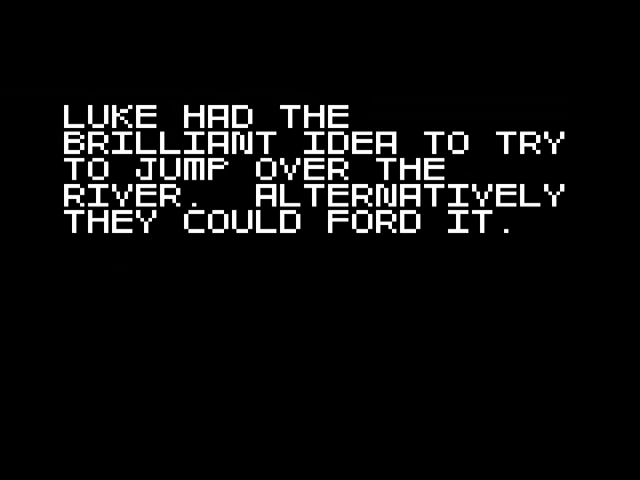 LUKE HAD THE
BRILLIANT IDEA TO TRY
TO JUMP OVER THE
RIVER.  ALTERNATIVELY
THEY COULD FORD IT.